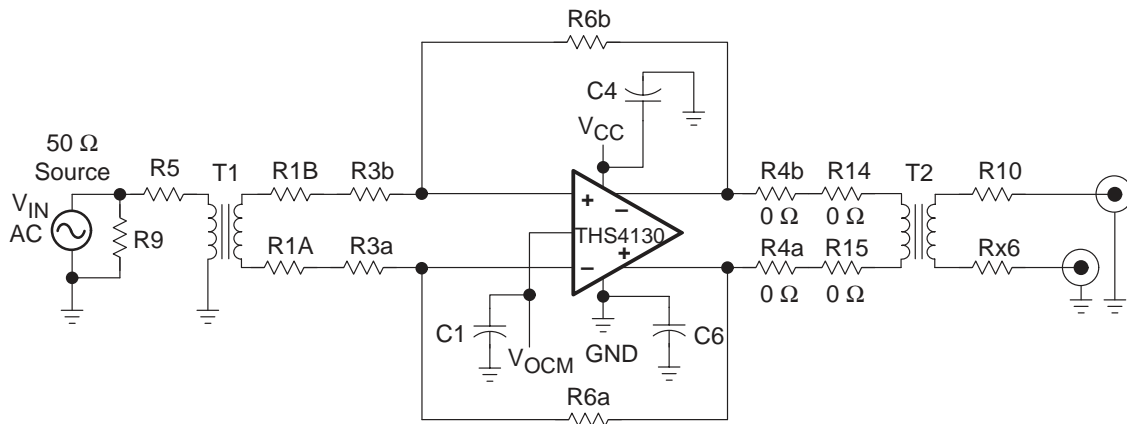 R6b
C4
V_CC
50 Ω
Source
V_IN
AC
R5
R9
T1
R1B
R3b
R1A
R3a
+
−
−
+
THS4130
R4b
0 Ω
R14
0 Ω
R4a
0 Ω
R15
0 Ω
T2
R10
Rx6
C1
V_OCM
GND
C6
R6a